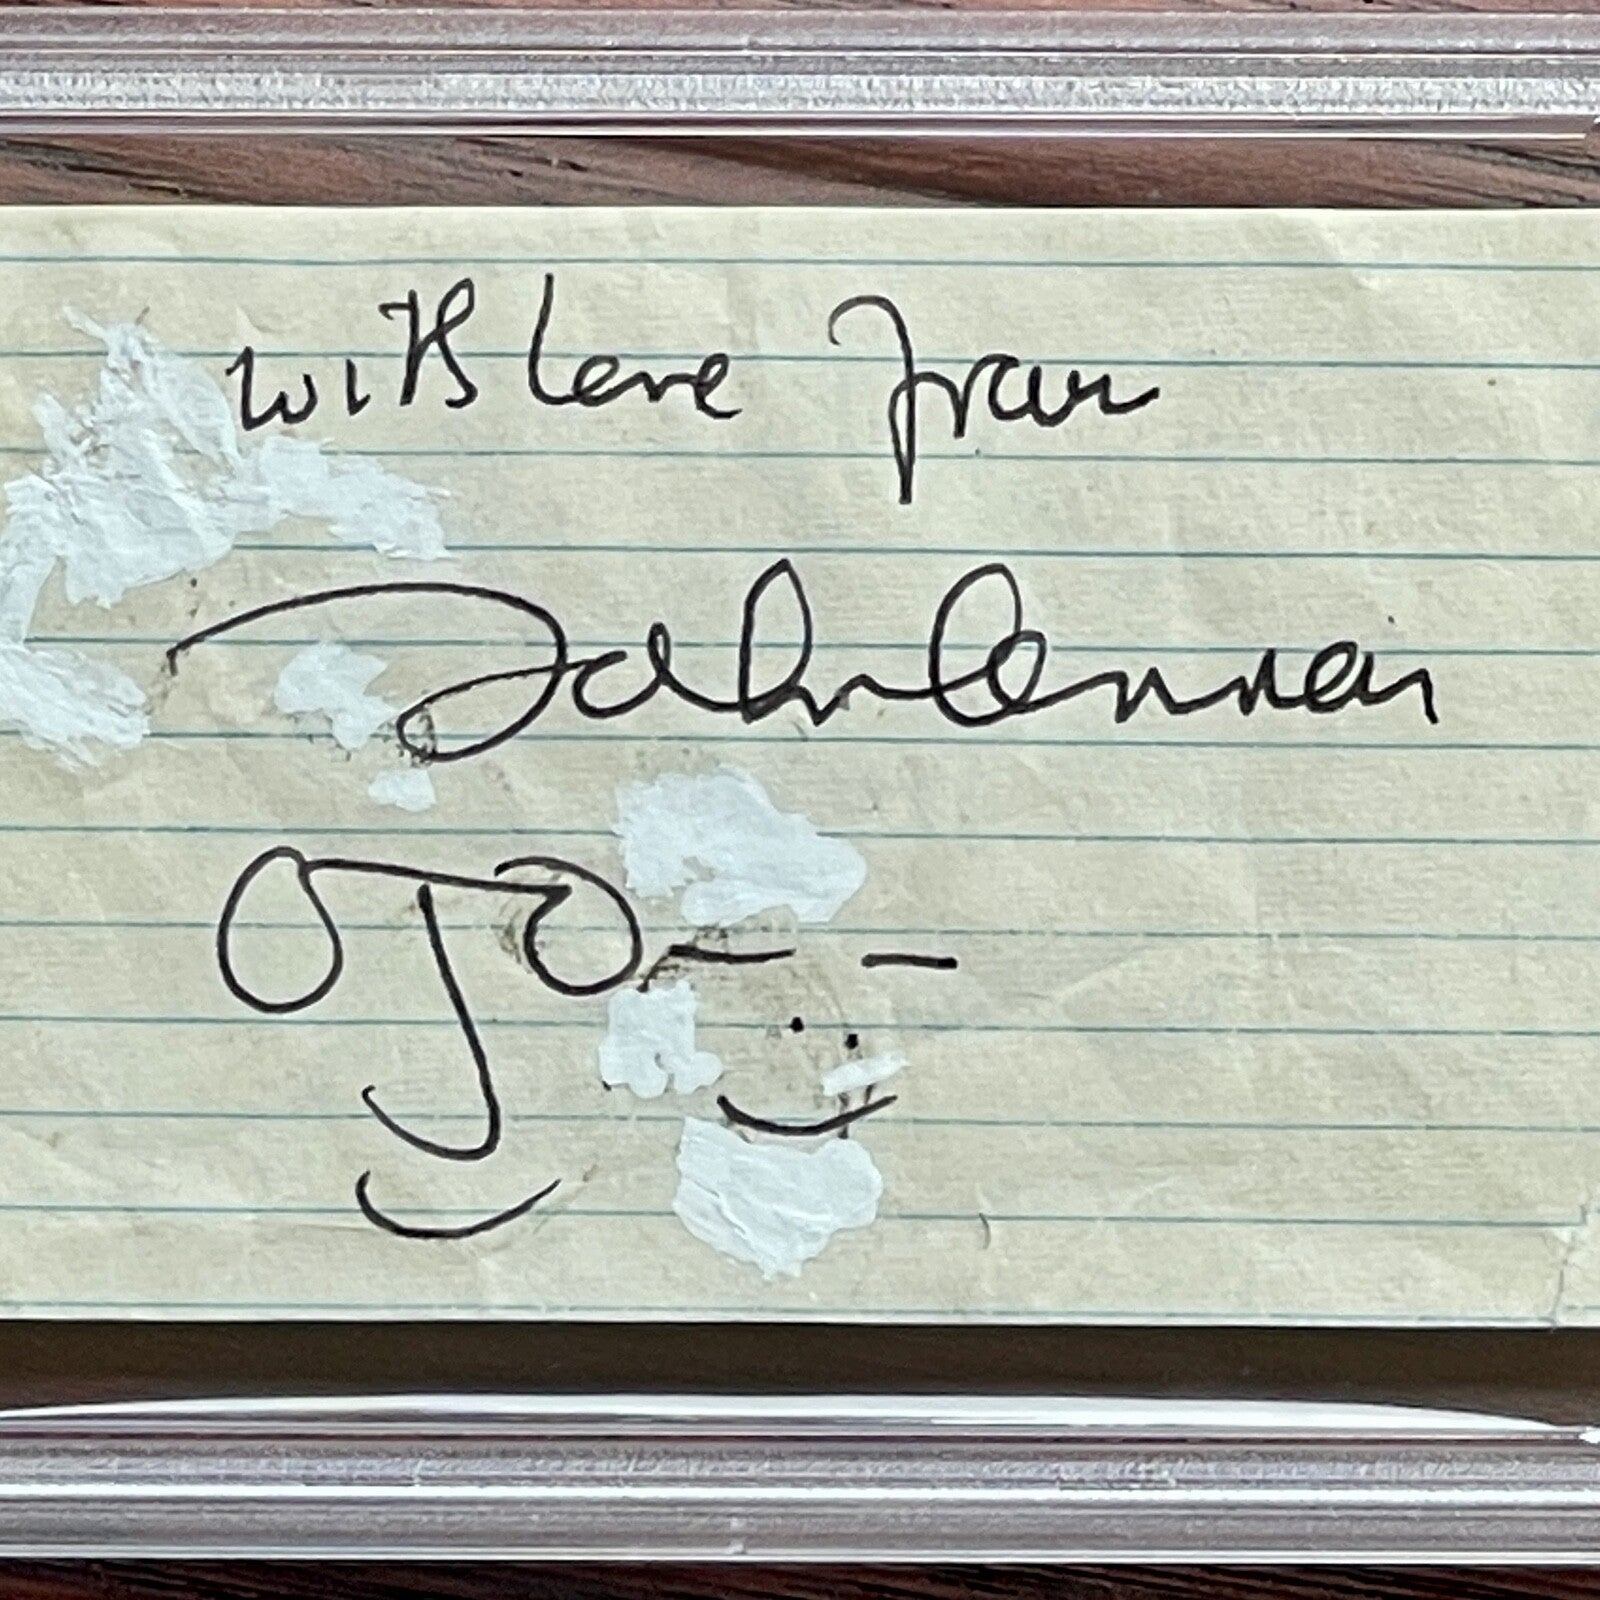 with love from
John Lennon